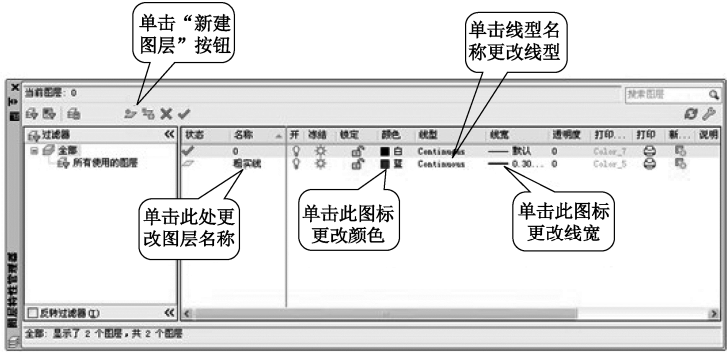 单击“新建
图层”按钮
单击线型名
称更改线型
当前图层: 0
搜索图层
过滤器
全部
所有使用的图层
状态 名称 开 冻结 锁定 颜色 线型 线宽 透明度 打印... 打印 新... 说明
0 白 Continuous 默认 0 Color_7
粗实线 蓝 Continuous 0.30... 0 Color_5
单击此处更
改图层名称
单击此图标
更改颜色
单击此图标
更改线宽
图层特性管理器
反转过滤器(I)
全部: 显示了 2 个图层，共 2 个图层